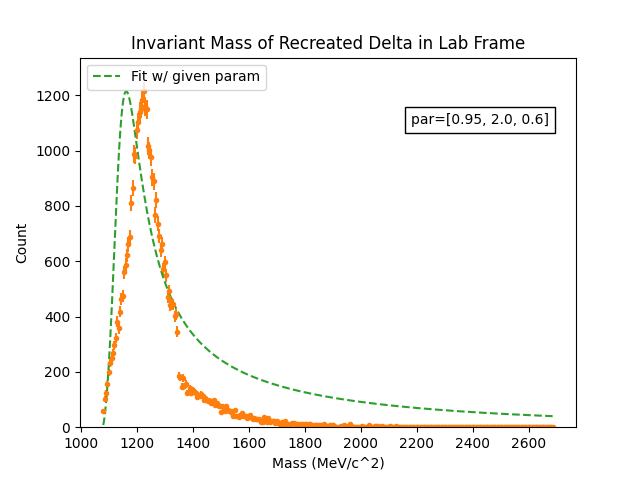 Invariant Mass of Recreated Delta in Lab Frame
Fit w/ given param
par=[0.95, 2.0, 0.6]
1200
1000
800
600
400
200
0
Count
1000 1200 1400 1600 1800 2000 2200 2400 2600
Mass (MeV/c^2)